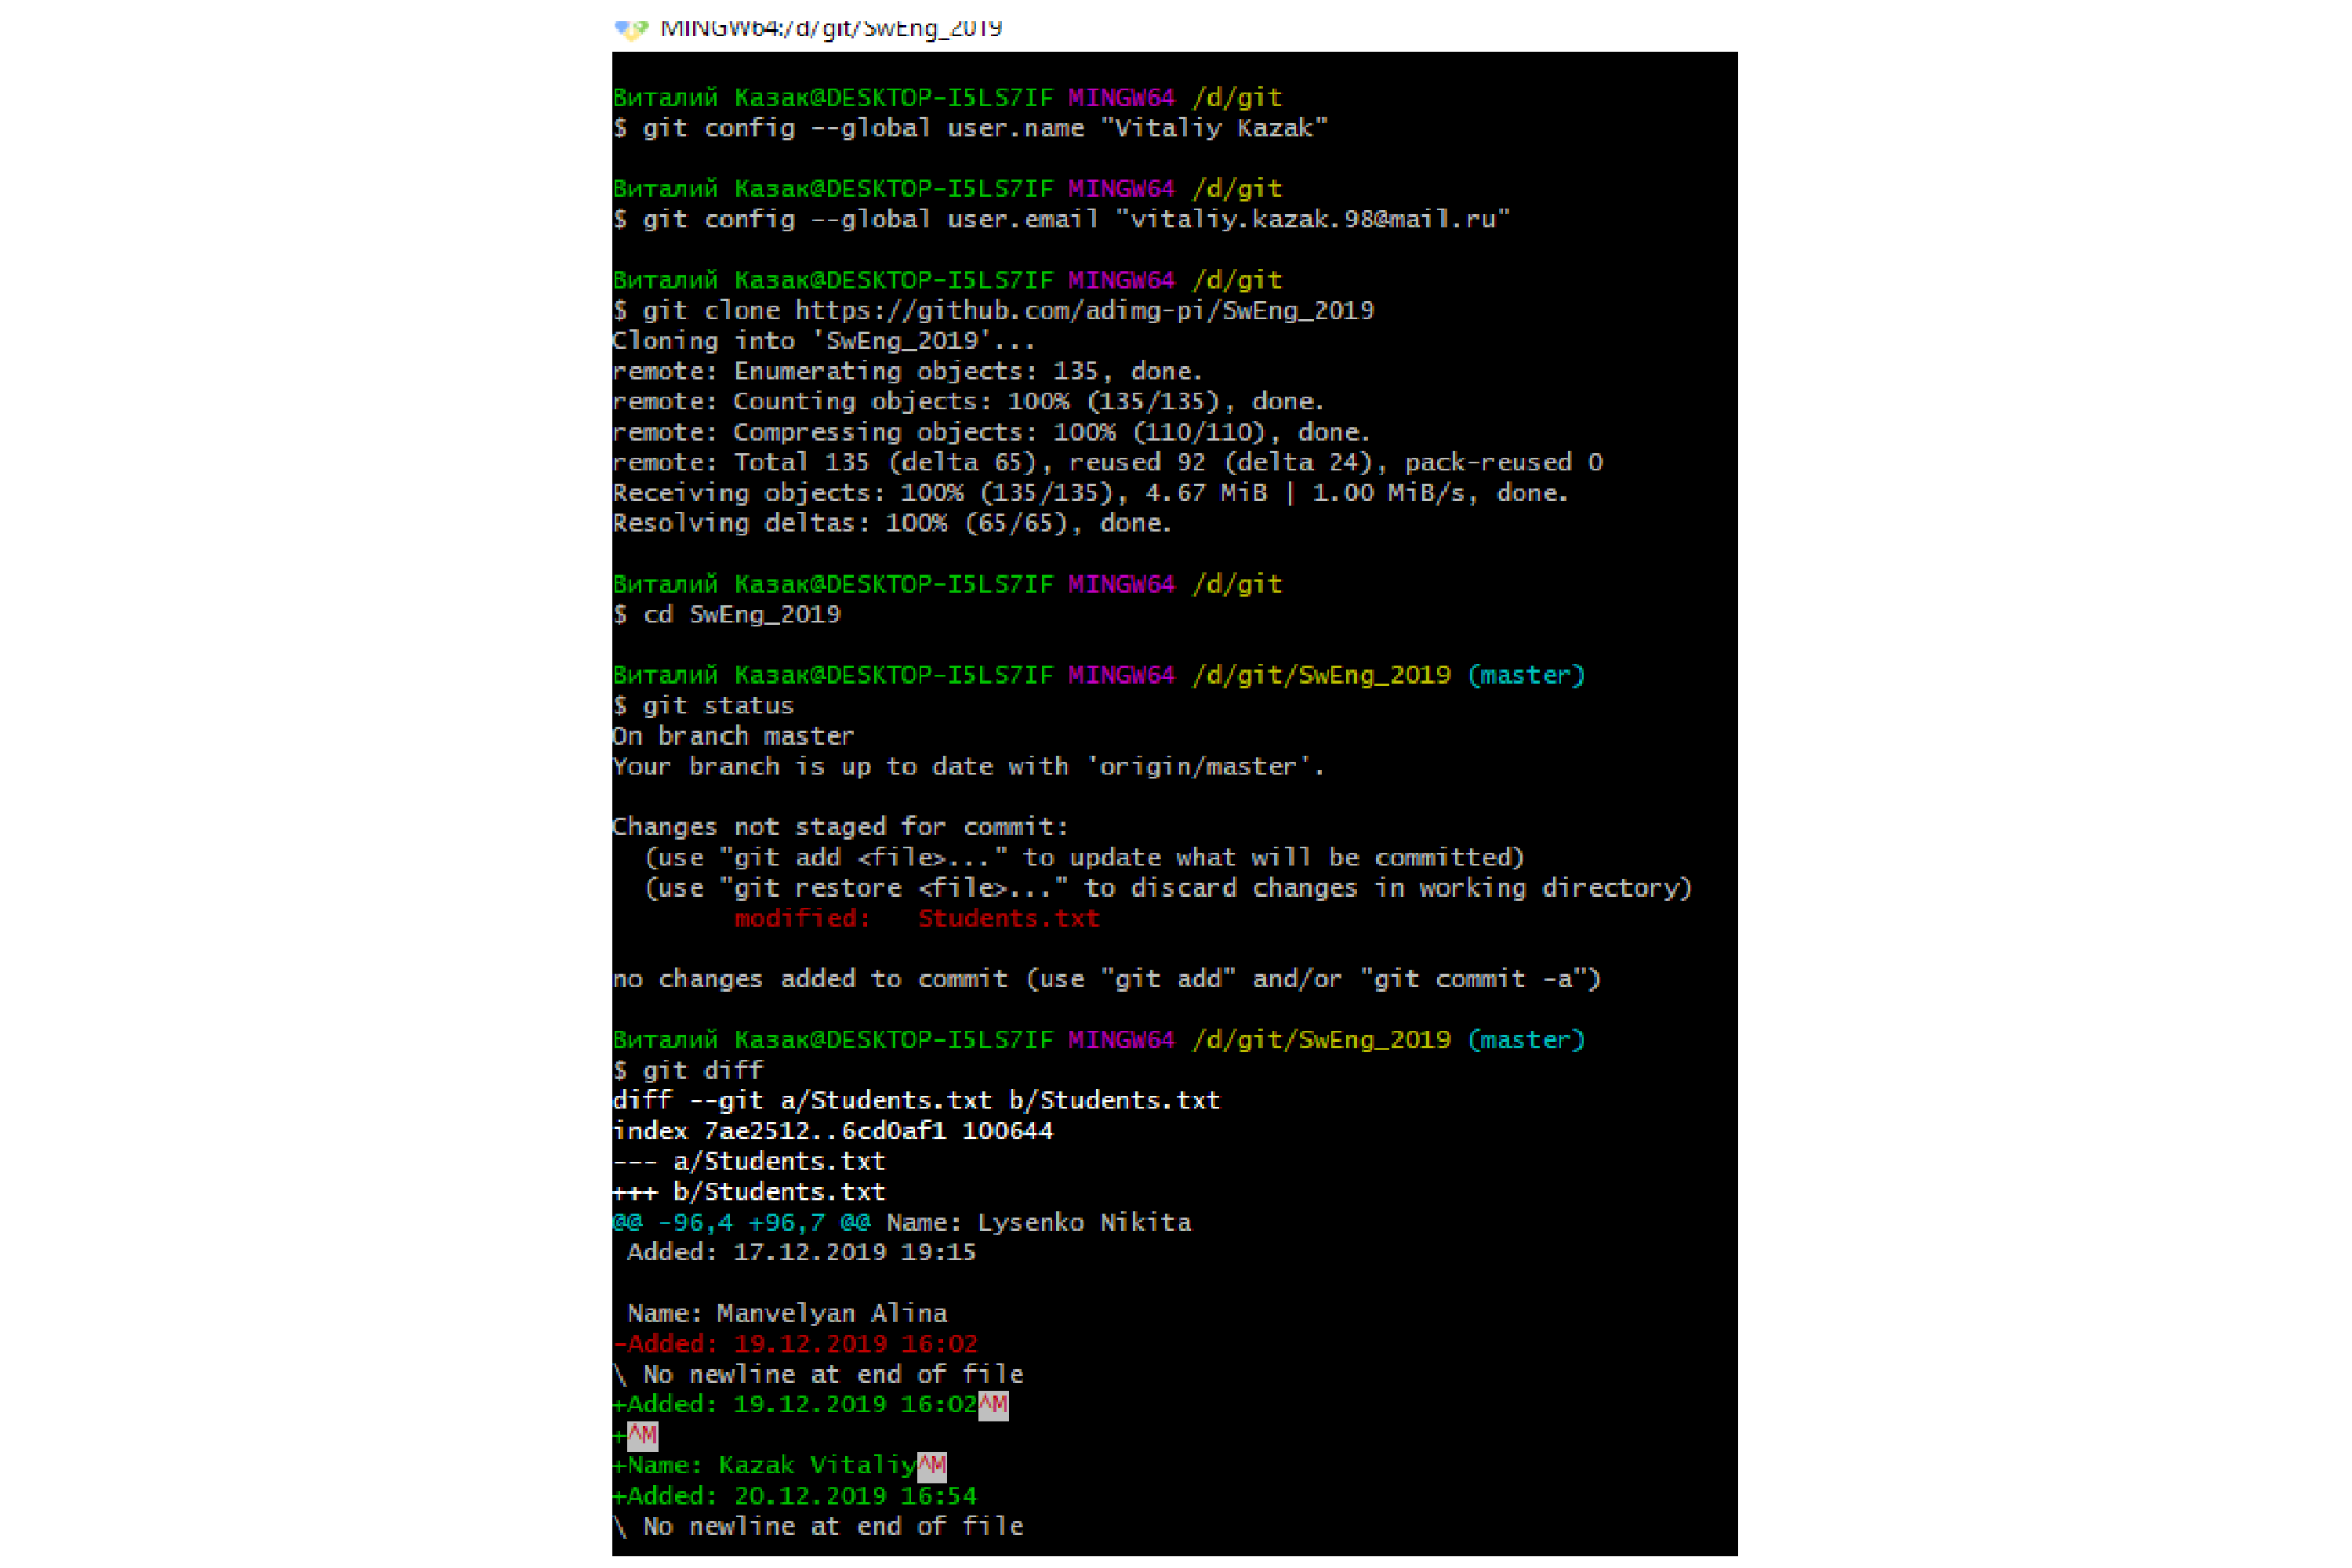 MINGW64:/d/git/SwEng_2019
Виталий Казак@DESKTOP-I5LS7IF MINGW64 /d/git
$ git config --global user.name "Vitaliy Kazak"
Виталий Казак@DESKTOP-I5LS7IF MINGW64 /d/git
$ git config --global user.email "vitaliy.kazak.98@mail.ru"
Виталий Казак@DESKTOP-I5LS7IF MINGW64 /d/git
$ git clone https://github.com/adimg-pi/SwEng_2019
Cloning into 'SwEng_2019'...
remote: Enumerating objects: 135, done.
remote: Counting objects: 100% (135/135), done.
remote: Compressing objects: 100% (110/110), done.
remote: Total 135 (delta 65), reused 92 (delta 24), pack-reused 0
Receiving objects: 100% (135/135), 4.67 MiB | 1.00 MiB/s, done.
Resolving deltas: 100% (65/65), done.
Виталий Казак@DESKTOP-I5LS7IF MINGW64 /d/git
$ cd SwEng_2019
Виталий Казак@DESKTOP-I5LS7IF MINGW64 /d/git/SwEng_2019 (master)
$ git status
On branch master
Your branch is up to date with 'origin/master'.
Changes not staged for commit:
  (use "git add <file>..." to update what will be committed)
  (use "git restore <file>..." to discard changes in working directory)
        modified:   Students.txt
no changes added to commit (use "git add" and/or "git commit -a")
Виталий Казак@DESKTOP-I5LS7IF MINGW64 /d/git/SwEng_2019 (master)
$ git diff
diff --git a/Students.txt b/Students.txt
index 7ae2512..6cd0af1 100644
--- a/Students.txt
+++ b/Students.txt
@@ -96,4 +96,7 @@ Name: Lysenko Nikita
 Added: 17.12.2019 19:15
 Name: Manvelyan Alina
-Added: 19.12.2019 16:02
\ No newline at end of file
+Added: 19.12.2019 16:02^M
+^M
+Name: Kazak Vitaliy^M
+Added: 20.12.2019 16:54
\ No newline at end of file